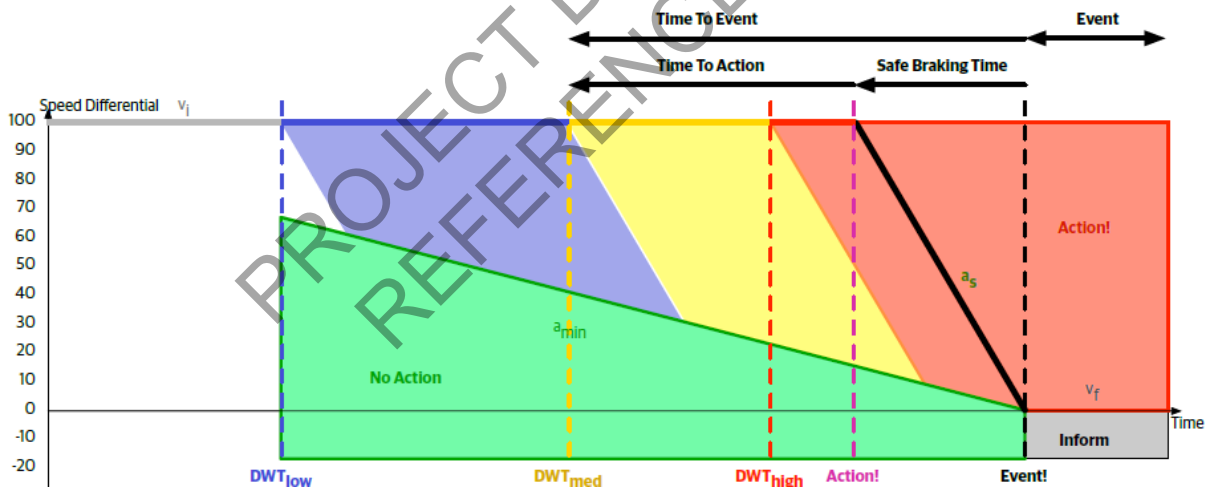 Time To Event
Event
Time To Action
Safe Braking Time
Speed Differential vi
100
90
80
70
60
50
40
30
20
10
0
-10
-20
Action!
as
amin
No Action
vf
Time
Inform
DWTlow
DWTmed
DWThigh
Action!
Event!
PROJECT
REFERENCE